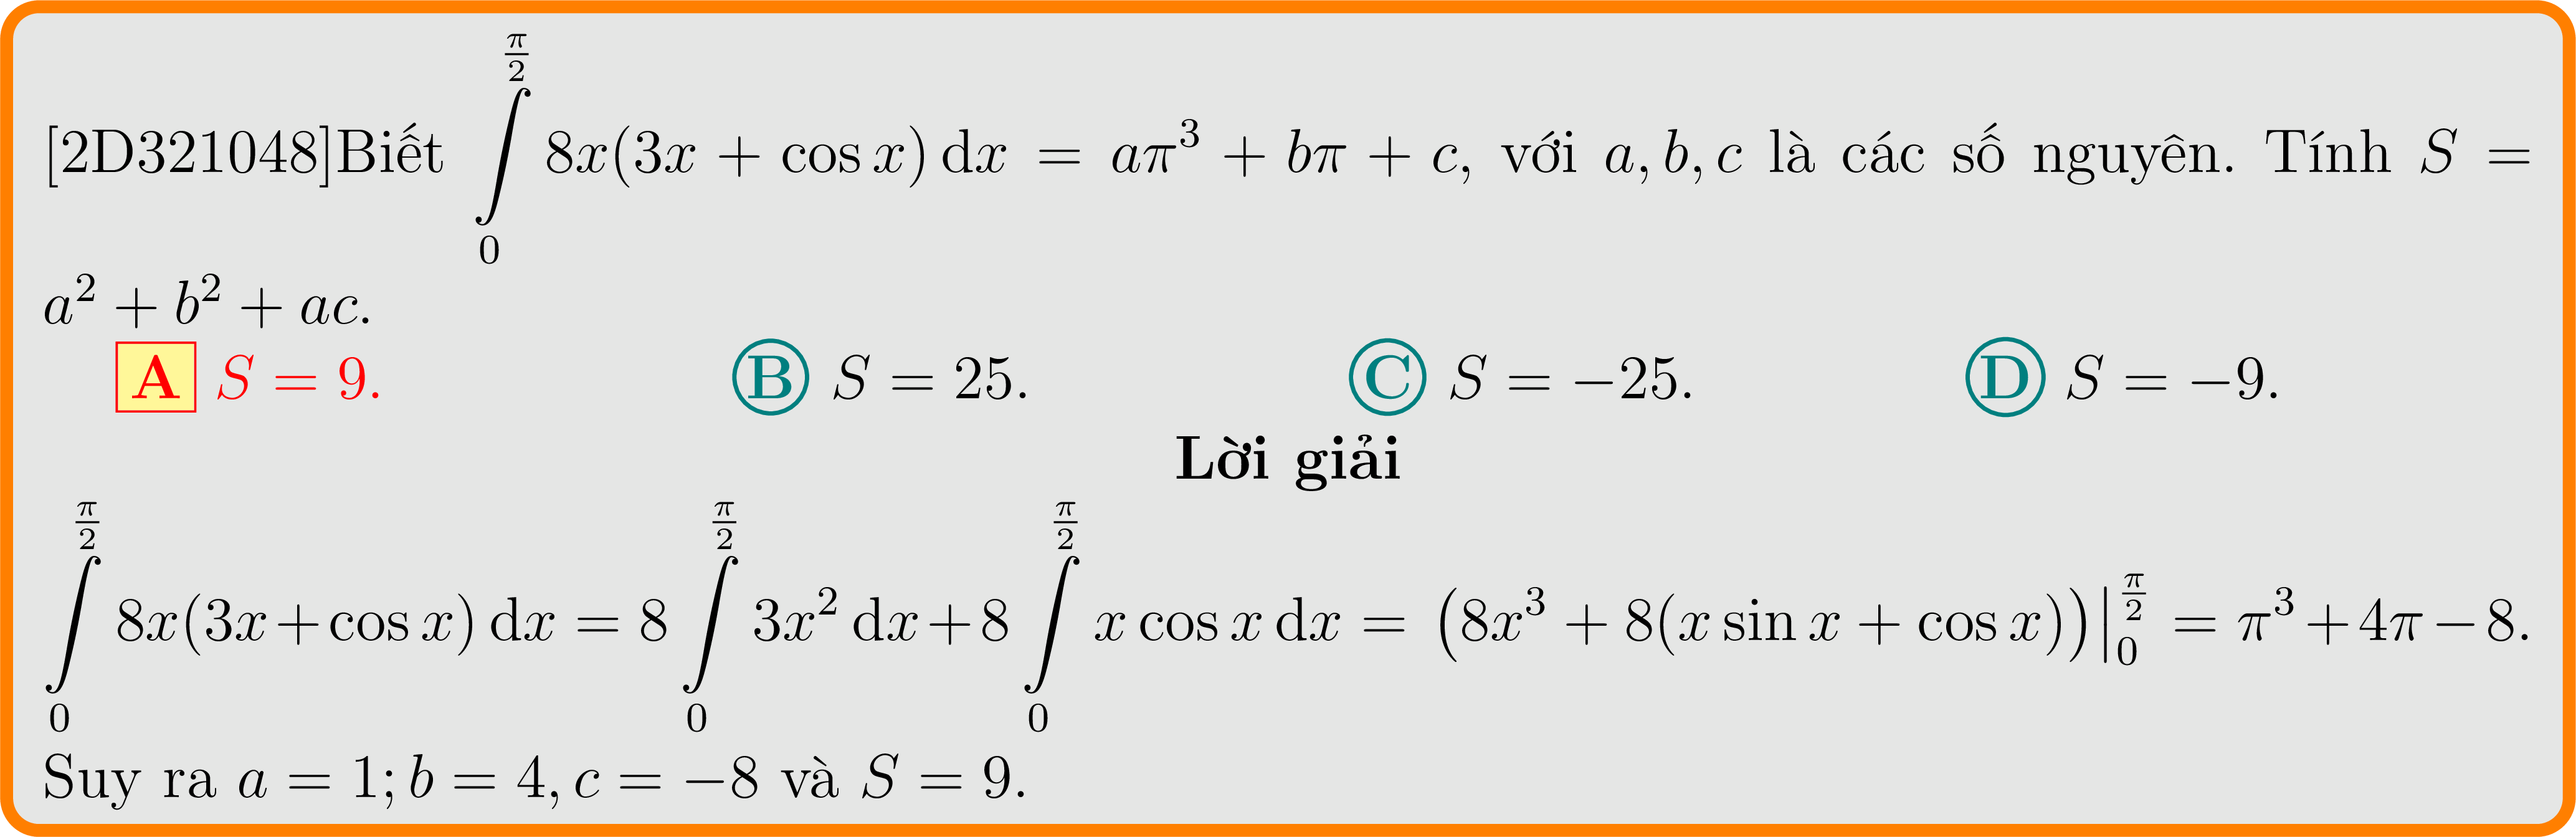 [2D321048]Biết $\int\limits_0^{\frac{\pi}{2}} 8x(3x + \cos x)\,\mathrm{d}x = a\pi^3 + b\pi + c$, với $a, b, c$ là các số nguyên. Tính $S =$
$a^2 + b^2 + ac$.
A $S = 9.$ B $S = 25.$ C $S = -25.$ D $S = -9.$
Lời giải
$\int\limits_0^{\frac{\pi}{2}} 8x(3x+\cos x)\,\mathrm{d}x = 8\int\limits_0^{\frac{\pi}{2}} 3x^2\,\mathrm{d}x + 8\int\limits_0^{\frac{\pi}{2}} x\cos x\,\mathrm{d}x = \left(8x^3 + 8(x\sin x + \cos x)\right)\Big|_0^{\frac{\pi}{2}} = \pi^3 + 4\pi - 8.$
Suy ra $a = 1; b = 4, c = -8$ và $S = 9.$